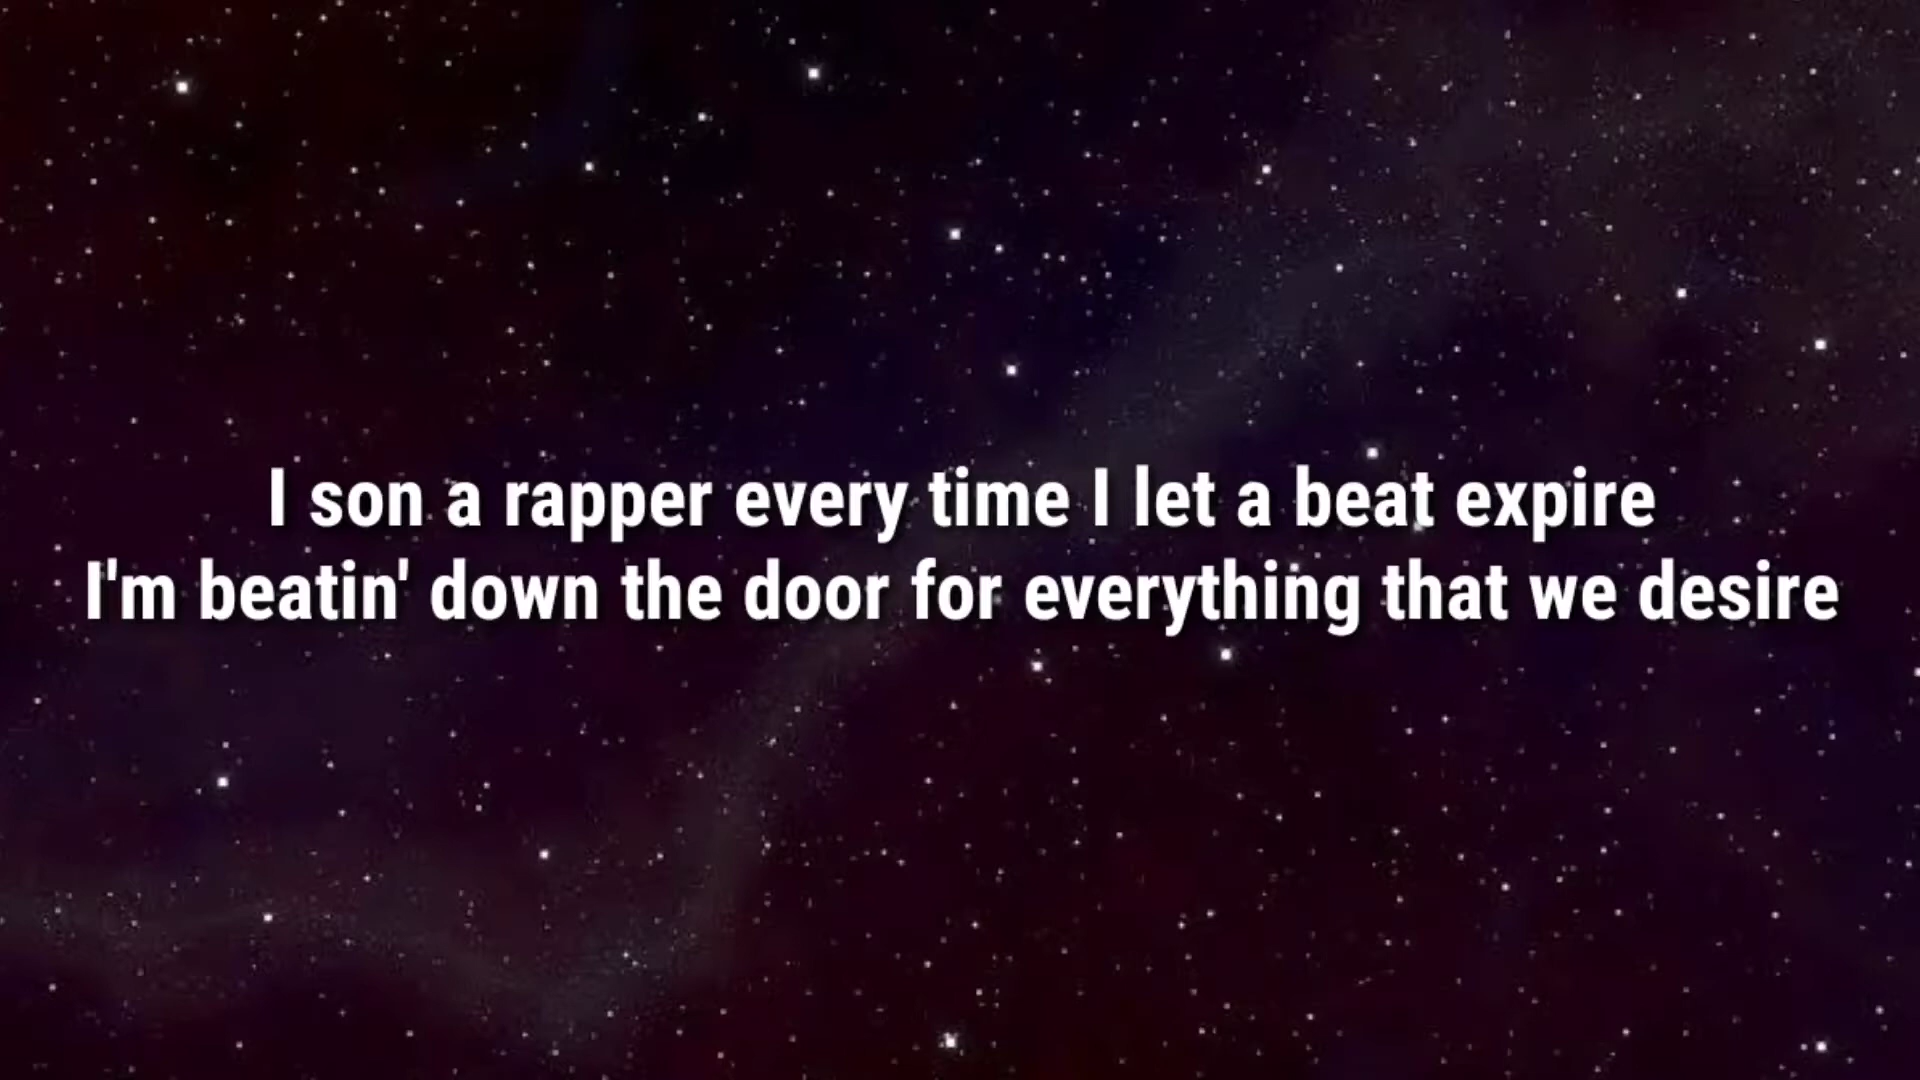 I son a rapper every time I let a beat expire
I'm beatin' down the door for everything that we desire